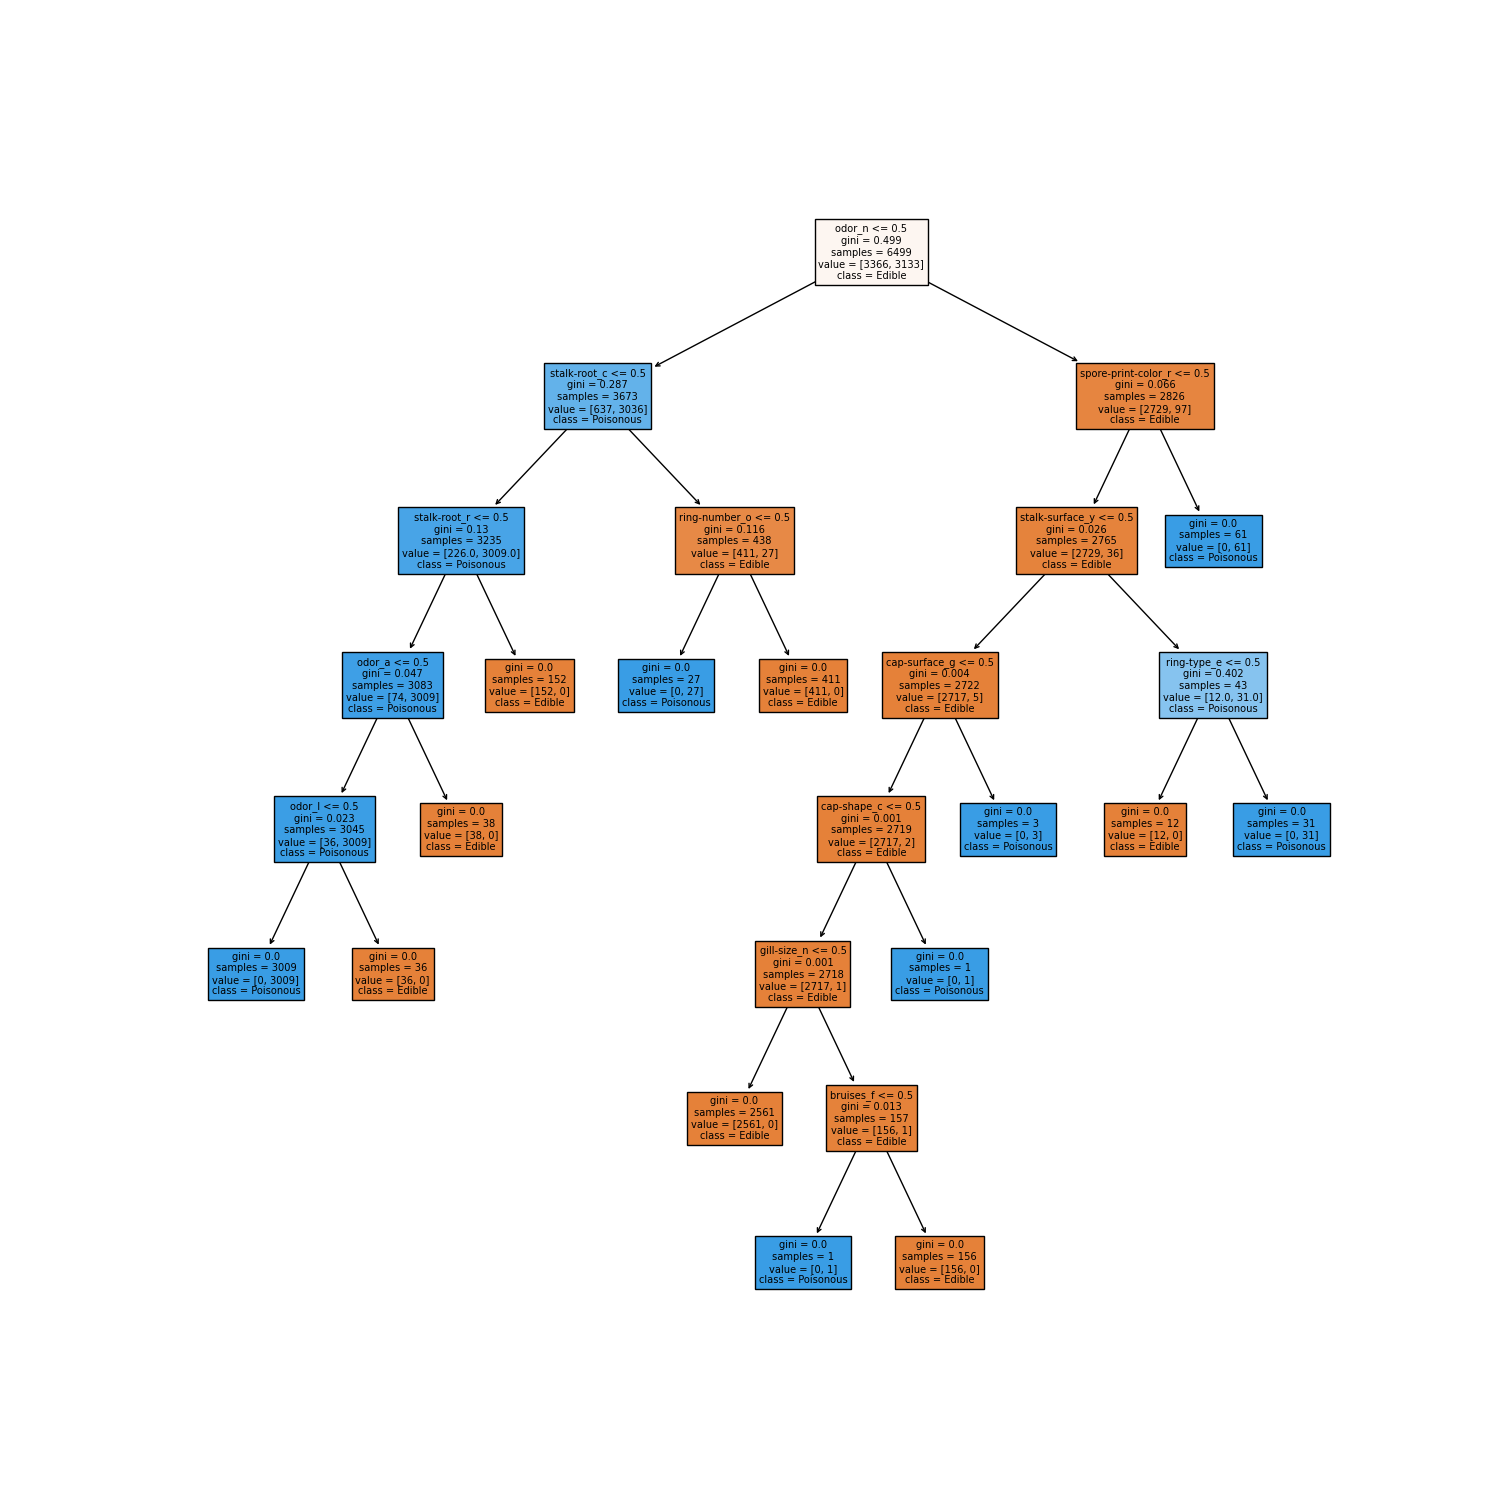 odor_n <= 0.5
gini = 0.499
samples = 6499
value = [3366, 3133]
class = Edible
stalk-root_c <= 0.5
gini = 0.287
samples = 3673
value = [637, 3036]
class = Poisonous
spore-print-color_r <= 0.5
gini = 0.066
samples = 2826
value = [2729, 97]
class = Edible
stalk-root_r <= 0.5
gini = 0.13
samples = 3235
value = [226.0, 3009.0]
class = Poisonous
ring-number_o <= 0.5
gini = 0.116
samples = 438
value = [411, 27]
class = Edible
stalk-surface_y <= 0.5
gini = 0.026
samples = 2765
value = [2729, 36]
class = Edible
gini = 0.0
samples = 61
value = [0, 61]
class = Poisonous
odor_a <= 0.5
gini = 0.047
samples = 3083
value = [74, 3009]
class = Poisonous
gini = 0.0
samples = 152
value = [152, 0]
class = Edible
gini = 0.0
samples = 27
value = [0, 27]
class = Poisonous
gini = 0.0
samples = 411
value = [411, 0]
class = Edible
cap-surface_g <= 0.5
gini = 0.004
samples = 2722
value = [2717, 5]
class = Edible
ring-type_e <= 0.5
gini = 0.402
samples = 43
value = [12.0, 31.0]
class = Poisonous
odor_l <= 0.5
gini = 0.023
samples = 3045
value = [36, 3009]
class = Poisonous
gini = 0.0
samples = 38
value = [38, 0]
class = Edible
cap-shape_c <= 0.5
gini = 0.001
samples = 2719
value = [2717, 2]
class = Edible
gini = 0.0
samples = 3
value = [0, 3]
class = Poisonous
gini = 0.0
samples = 12
value = [12, 0]
class = Edible
gini = 0.0
samples = 31
value = [0, 31]
class = Poisonous
gini = 0.0
samples = 3009
value = [0, 3009]
class = Poisonous
gini = 0.0
samples = 36
value = [36, 0]
class = Edible
gill-size_n <= 0.5
gini = 0.001
samples = 2718
value = [2717, 1]
class = Edible
gini = 0.0
samples = 1
value = [0, 1]
class = Poisonous
gini = 0.0
samples = 2561
value = [2561, 0]
class = Edible
bruises_f <= 0.5
gini = 0.013
samples = 157
value = [156, 1]
class = Edible
gini = 0.0
samples = 1
value = [0, 1]
class = Poisonous
gini = 0.0
samples = 156
value = [156, 0]
class = Edible